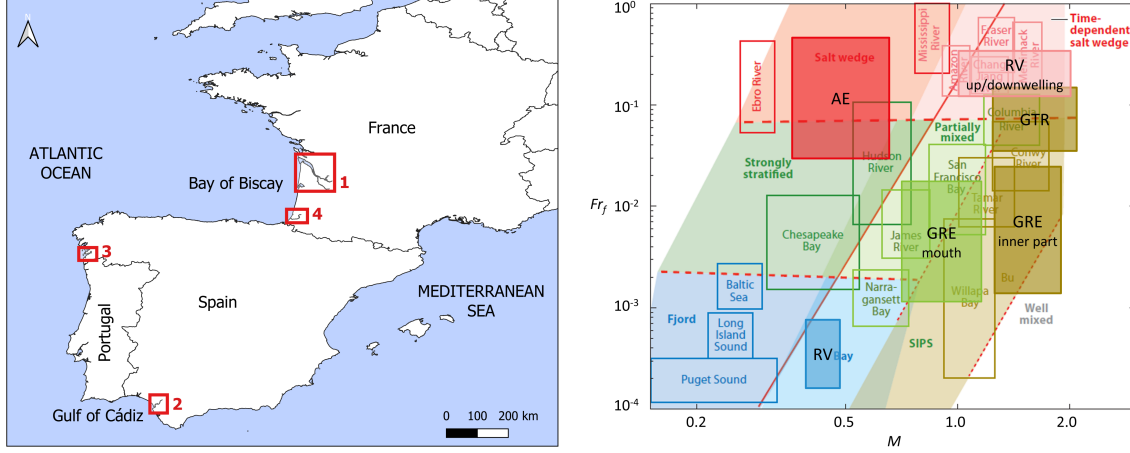 France
ATLANTIC
OCEAN
Bay of Biscay
1
4
3
Spain
MEDITERRANEAN
SEA
Portugal
Gulf of Cádiz
2
0 100 200 km
10⁰
10⁻¹
10⁻²
10⁻³
10⁻⁴
Fr_f
0.2
0.5
1.0
2.0
M
Time-
dependent
salt wedge
Mississippi
River
Fraser
River
Amazon
River
RV
up/downwelling
Ebro River
Salt wedge
AE
Columbia
River
GTR
Partially
mixed
Hudson
River
Conwy
River
Strongly
stratified
San
Francisco
Bay
Tamar
River
Chesapeake
Bay
James
River
GRE
mouth
GRE
inner part
Baltic
Sea
Narra-
gansett
Bay
Willapa
Bay
Bu
Well
mixed
Fjord
Long
Island
Sound
SIPS
RV
Bay
Puget Sound